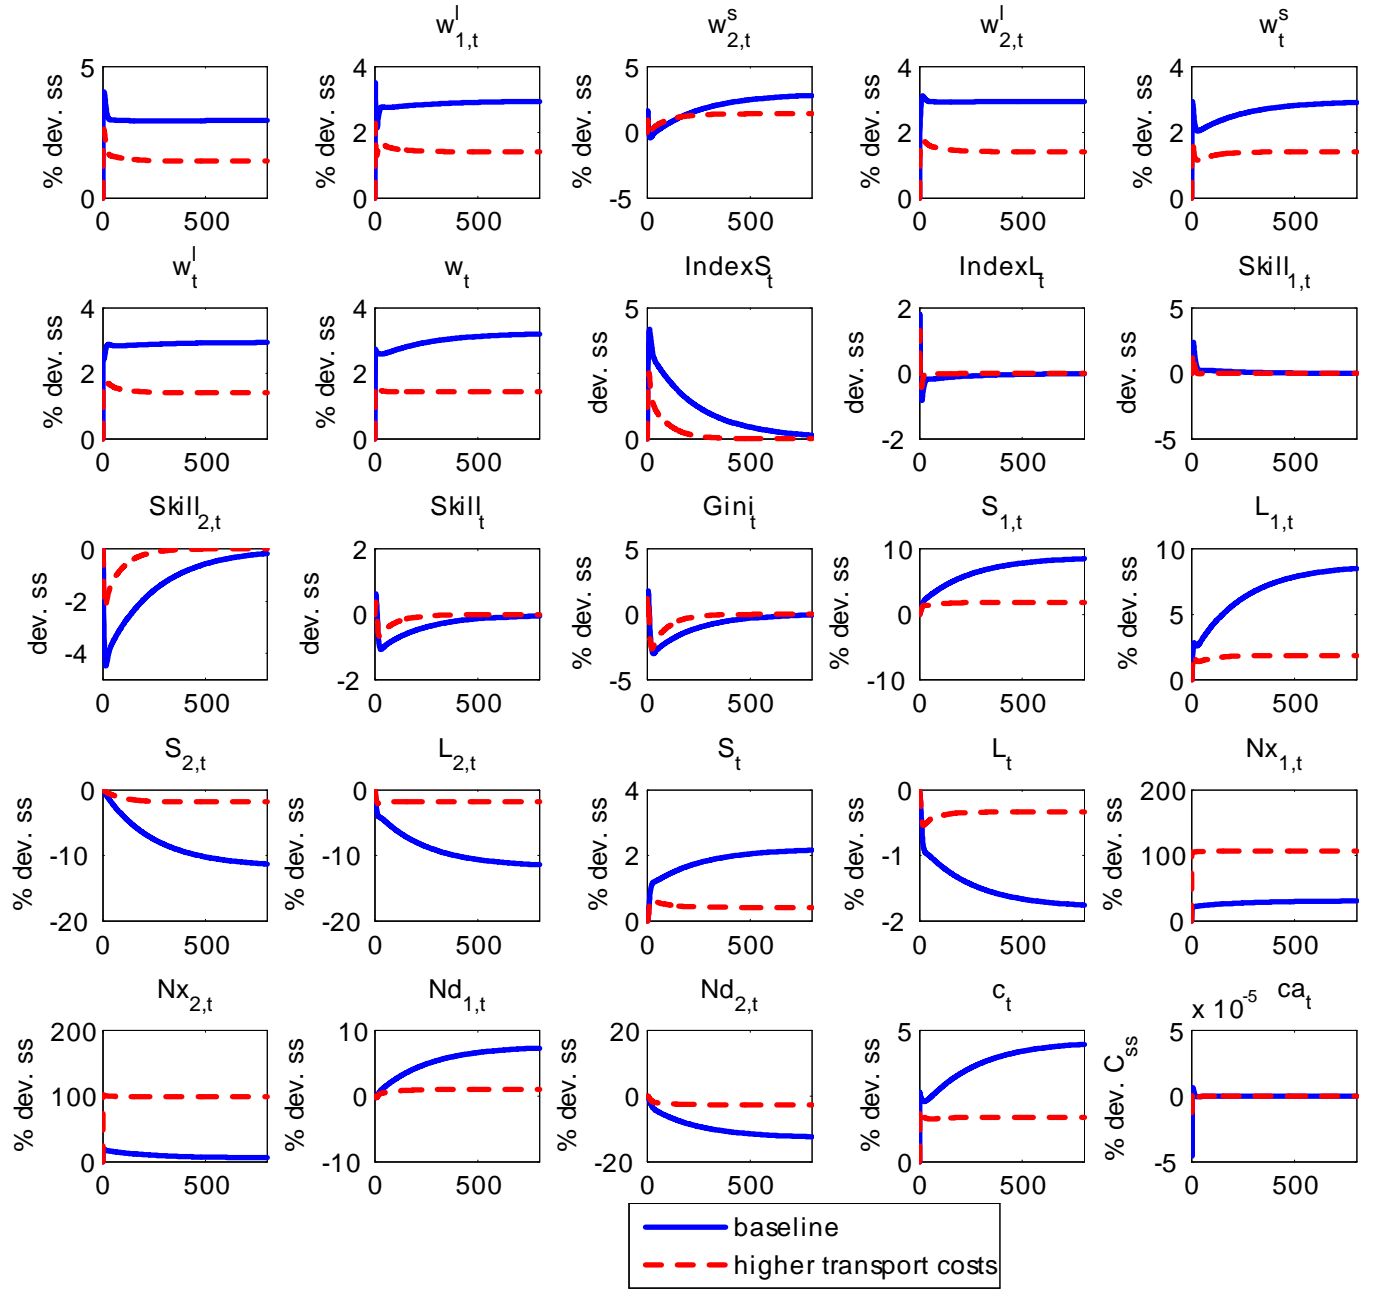 w^l_{1,t} w^s_{2,t} w^l_{2,t} w^s_t
% dev. ss 5 0 0 500
% dev. ss 4 2 0 0 500
% dev. ss 5 0 -5 0 500
% dev. ss 4 2 0 0 500
% dev. ss 4 2 0 0 500
w^l_t w_t IndexS_t IndexL_t Skill_{1,t}
% dev. ss 4 2 0 0 500
% dev. ss 4 2 0 0 500
dev. ss 5 0 0 500
dev. ss 2 0 -2 0 500
dev. ss 5 0 -5 0 500
Skill_{2,t} Skill_t Gini_t S_{1,t} L_{1,t}
dev. ss 0 -2 -4 0 500
dev. ss 2 0 -2 0 500
% dev. ss 5 0 -5 0 500
% dev. ss 10 0 -10 0 500
% dev. ss 10 5 0 0 500
S_{2,t} L_{2,t} S_t L_t Nx_{1,t}
% dev. ss 0 -10 -20 0 500
% dev. ss 0 -10 -20 0 500
% dev. ss 4 2 0 0 500
% dev. ss 0 -1 -2 0 500
% dev. ss 200 100 0 0 500
Nx_{2,t} Nd_{1,t} Nd_{2,t} c_t ca_t
% dev. ss 200 100 0 0 500
% dev. ss 10 0 -10 0 500
% dev. ss 20 0 -20 0 500
% dev. ss 5 0 0 500
% dev. C_{ss} x 10^{-5} 5 0 -5 0 500
baseline
higher transport costs